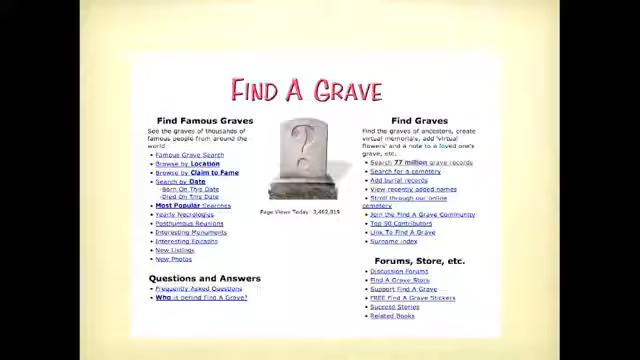 FIND A GRAVE
Find Famous Graves
See the graves of thousands of
famous people from around the
world.
• Famous Grave Search
• Browse by Location
• Browse by Claim to Fame
• Search by Date
-Born On This Date
-Died On This Date
• Most Popular Searches
• Yearly Necrologies
• Posthumous Reunions
• Interesting Monuments
• Interesting Epitaphs
• New Listings
• New Photos
Questions and Answers
• Frequently Asked Questions
• Who is behind Find A Grave?
?
Page Views Today: 3,462,819
Find Graves
Find the graves of ancestors, create
virtual memorials, add 'virtual
flowers' and a note to a loved one's
grave, etc.
• Search 77 million grave records
• Search for a cemetery
• Add burial records
• View recently added names
• Stroll through our online
cemetery
• Join the Find A Grave Community
• Top 50 Contributors
• Link To Find A Grave
• Surname Index
Forums, Store, etc.
• Discussion Forums
• Find A Grave Store
• Support Find A Grave
• FREE Find A Grave Stickers
• Success Stories
• Related Books